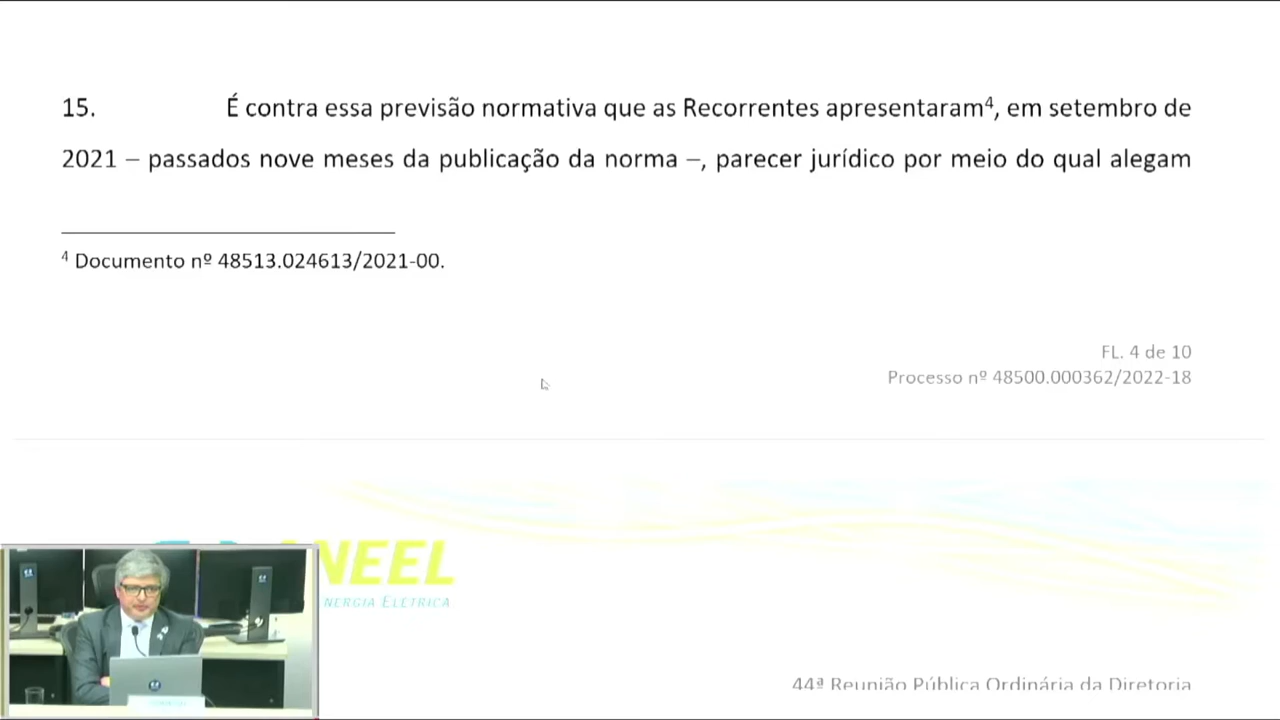 15. É contra essa previsão normativa que as Recorrentes apresentaram⁴, em setembro de
2021 – passados nove meses da publicação da norma –, parecer jurídico por meio do qual alegam
⁴ Documento nº 48513.024613/2021-00.
FL. 4 de 10
Processo nº 48500.000362/2022-18
NEEL
NERGIA ELÉTRICA
44ª Reunião Pública Ordinária da Diretoria